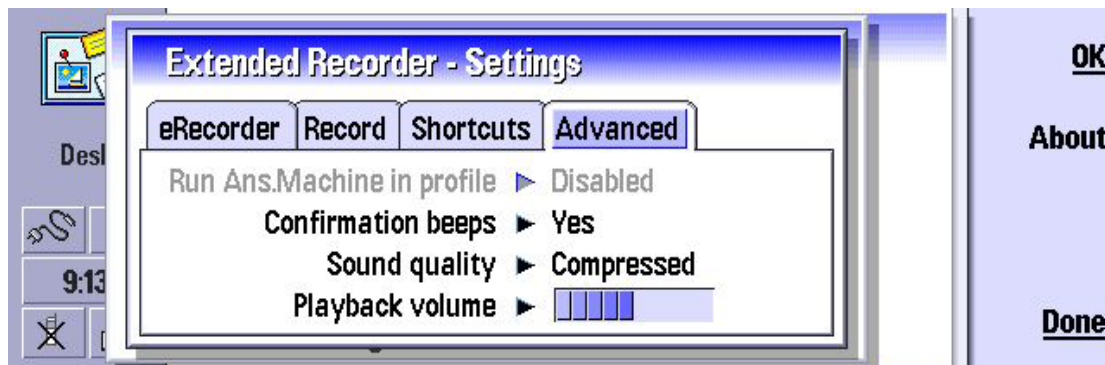 Extended Recorder - Settings
OK
eRecorder Record Shortcuts Advanced
About
Run Ans.Machine in profile Disabled
Confirmation beeps Yes
Sound quality Compressed
9:13
Playback volume
Done